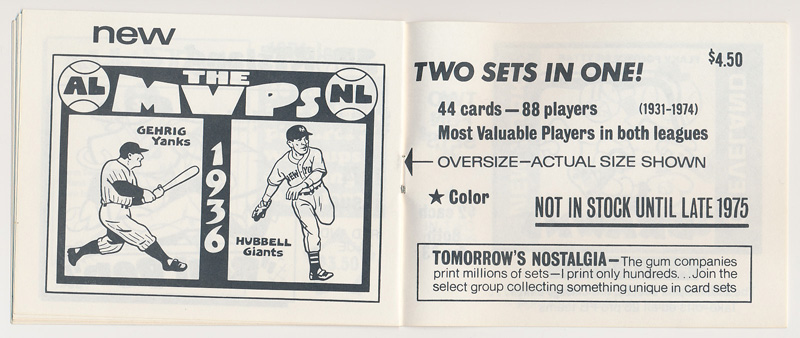 new
AL
THE
MVPs
NL
GEHRIG
Yanks
1936
HUBBELL
Giants
NEW YORK
$4.50
TWO SETS IN ONE!
44 cards — 88 players (1931-1974)
Most Valuable Players in both leagues
OVERSIZE—ACTUAL SIZE SHOWN
★ Color
NOT IN STOCK UNTIL LATE 1975
TOMORROW'S NOSTALGIA—The gum companies
print millions of sets—I print only hundreds...Join the
select group collecting something unique in card sets